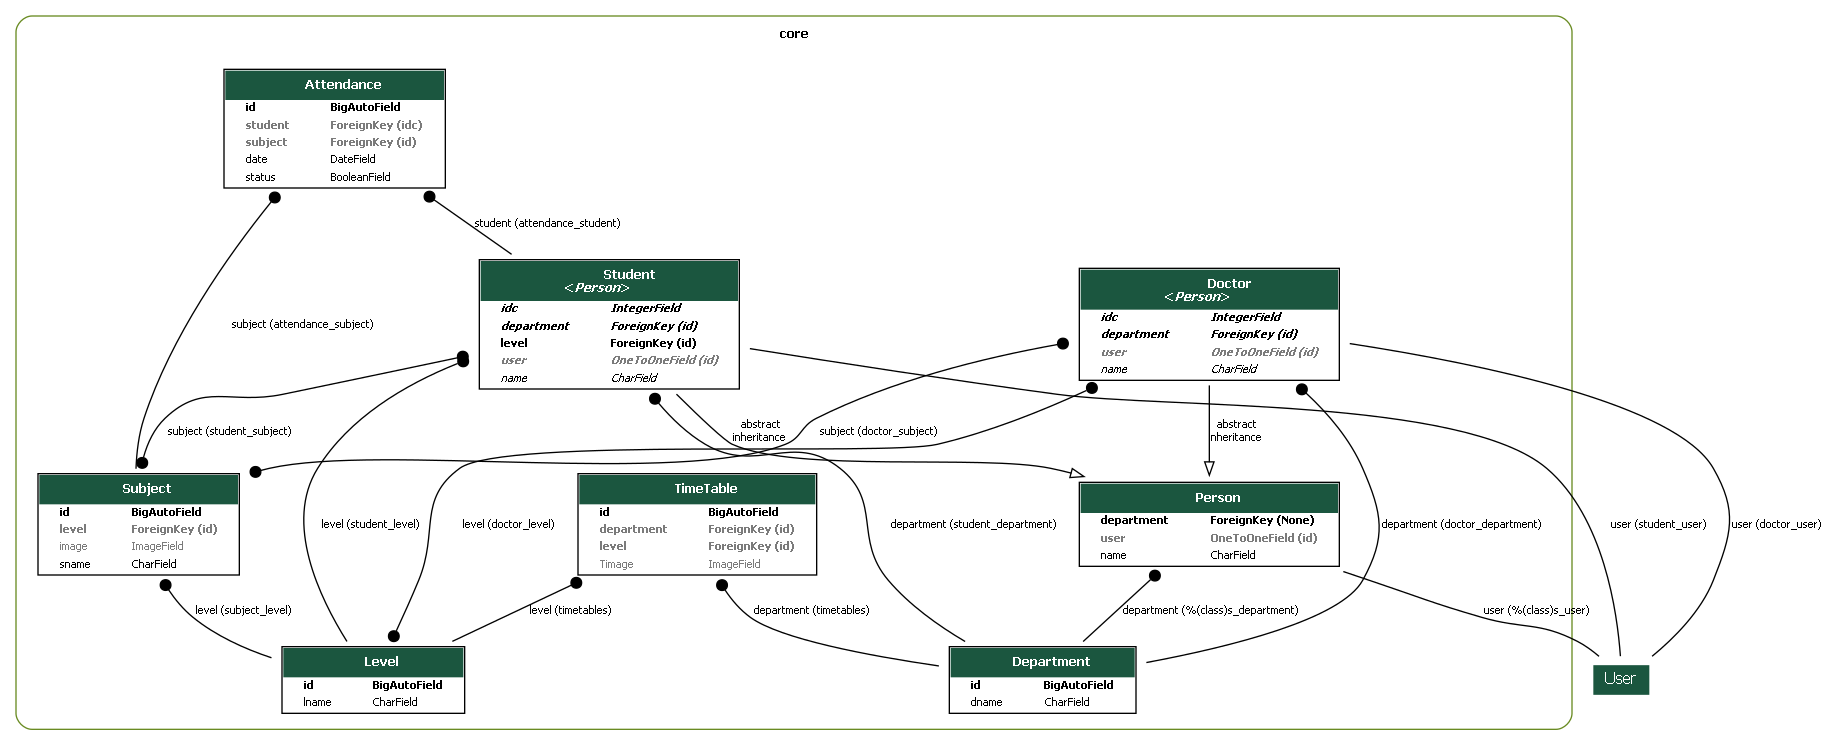 core
Attendance
id BigAutoField
student ForeignKey (idc)
subject ForeignKey (id)
date DateField
status BooleanField
student (attendance_student)
Student
<Person>
idc IntegerField
department ForeignKey (id)
level ForeignKey (id)
user OneToOneField (id)
name CharField
Doctor
<Person>
idc IntegerField
department ForeignKey (id)
user OneToOneField (id)
name CharField
subject (attendance_subject)
subject (student_subject)
abstract
inheritance
subject (doctor_subject)
abstract
nheritance
Subject
id BigAutoField
level ForeignKey (id)
image ImageField
sname CharField
TimeTable
id BigAutoField
department ForeignKey (id)
level ForeignKey (id)
Timage ImageField
Person
department ForeignKey (None)
user OneToOneField (id)
name CharField
level (student_level)
level (doctor_level)
department (student_department)
department (doctor_department)
user (student_user)
user (doctor_user)
level (subject_level)
level (timetables)
department (timetables)
department (%(class)s_department)
user (%(class)s_user)
Level
id BigAutoField
lname CharField
Department
id BigAutoField
dname CharField
User